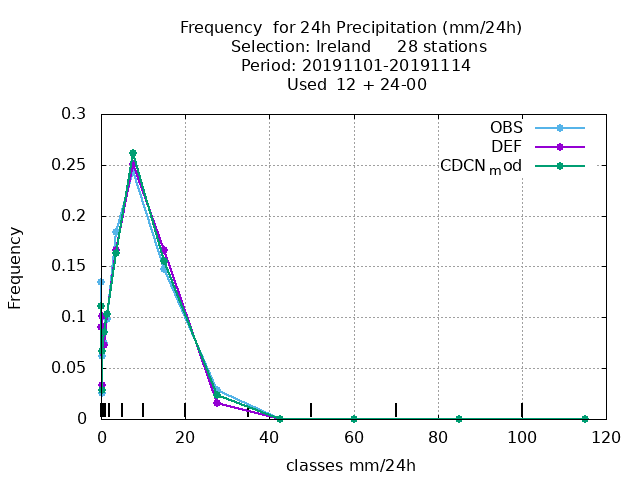 Frequency  for 24h Precipitation (mm/24h)
Selection: Ireland     28 stations
Period: 20191101-20191114
Used  12 + 24-00
OBS
DEF
CDCNmod
0.3
0.25
0.2
0.15
0.1
0.05
0
Frequency
0 20 40 60 80 100 120
classes mm/24h